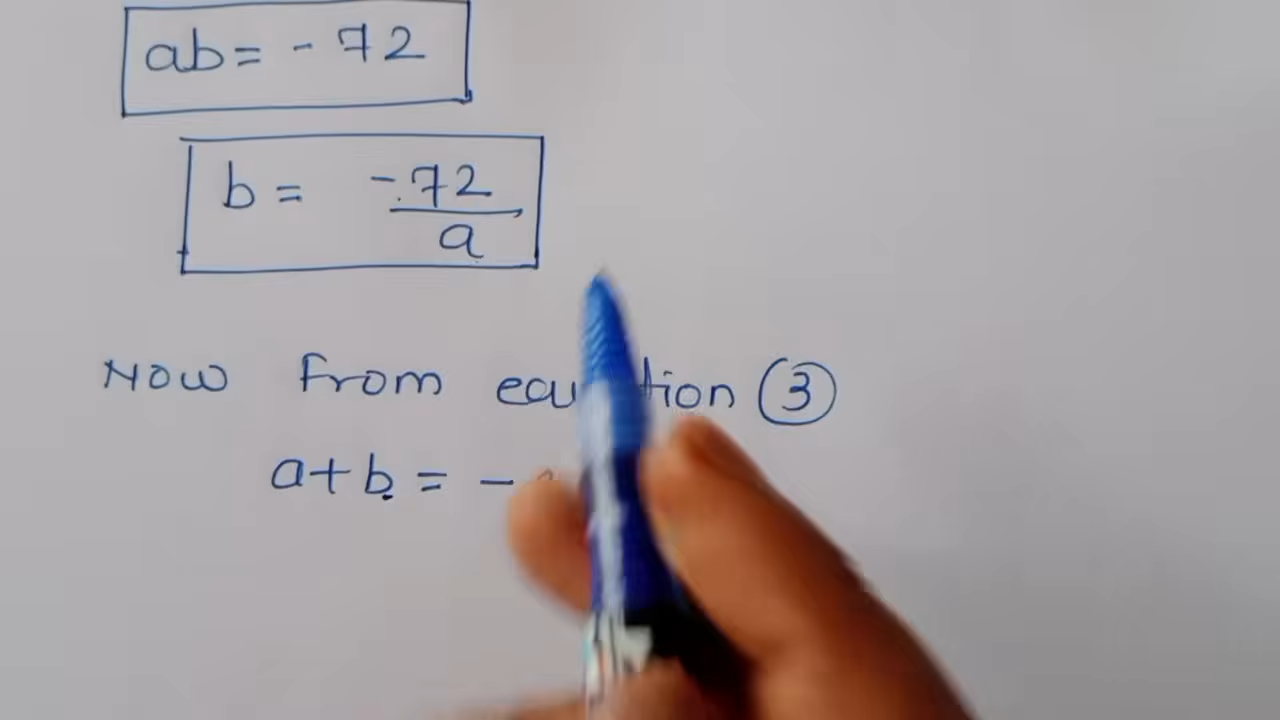 ab = - 72
b = -72/a
Now from equation 3
a+b = -